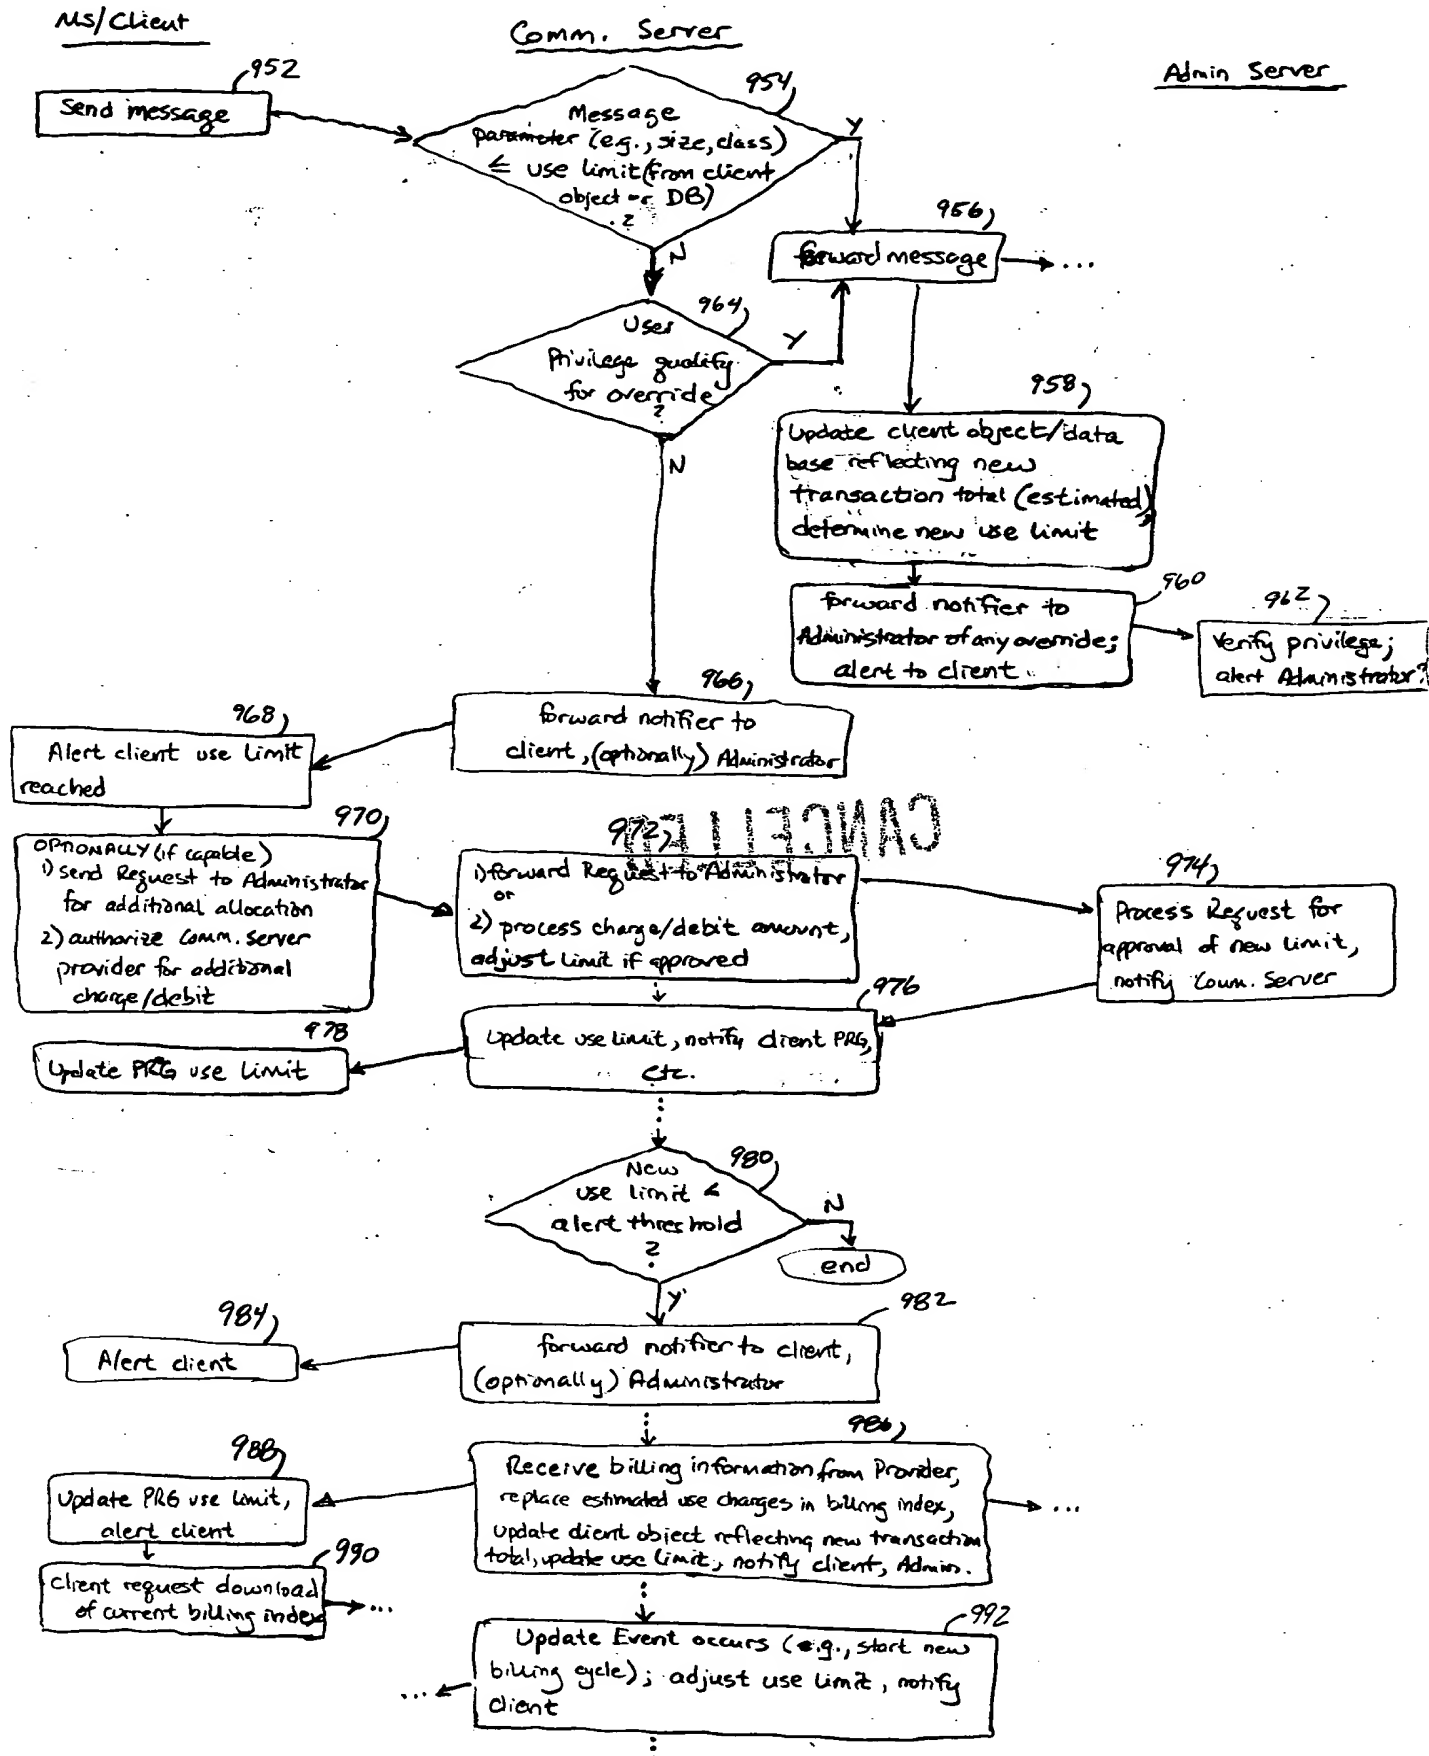 MS/Client
Comm. Server
Admin Server
952
Send message
954
Message
parameter (e.g., size, class)
≤ use limit (from client
object or DB)
?
Y
N
956
forward message
...
964
User
Privilege qualify
for override
?
Y
N
958
Update client object/data
base reflecting new
transaction total (estimated),
determine new use limit
960
forward notifier to
Administrator of any override;
alert to client
962
Verify privilege;
alert Administrator?
966
forward notifier to
client, (optionally) Administrator
968
Alert client use limit
reached
CANCELLED
970
OPTIONALLY (if capable)
1) send Request to Administrator
for additional allocation
2) authorize Comm. Server
provider for additional
charge/debit
972
1) forward Request to Administrator
or
2) process charge/debit amount,
adjust limit if approved
974
Process Request for
approval of new limit,
notify Comm. Server
976
Update use limit, notify client PRG,
etc.
978
Update PRG use limit
980
New
use limit <
alert threshold
?
N
end
Y
982
forward notifier to client,
(optionally) Administrator
984
Alert client
986
Receive billing information from Provider,
replace estimated use charges in billing index,
update client object reflecting new transaction
total, update use limit, notify client, Admin.
...
988
Update PRG use limit,
alert client
990
Client request download
of current billing index
...
992
Update Event occurs (e.g., start new
billing cycle); adjust use limit, notify
client
...